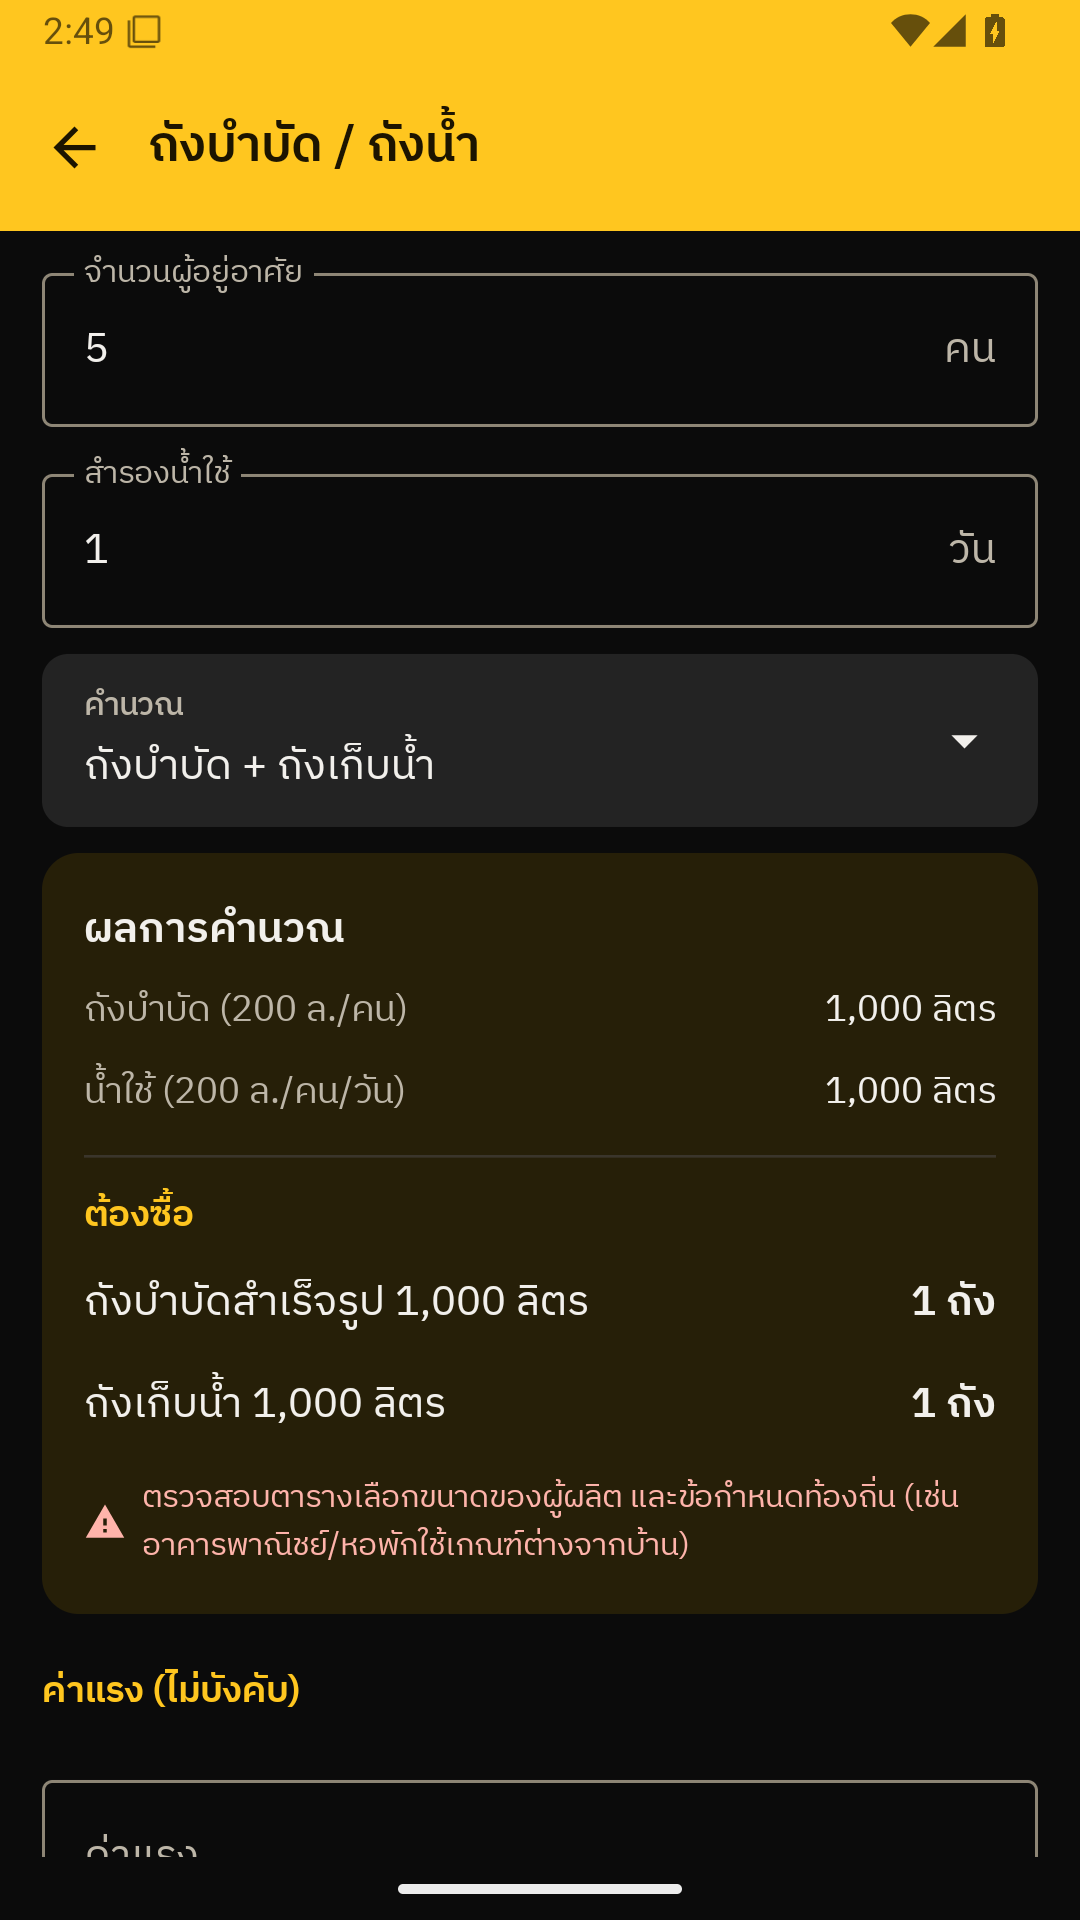 2:49
ถังบำบัด / ถังน้ำ
จำนวนผู้อยู่อาศัย
5 คน
สำรองน้ำใช้
1 วัน
คำนวณ
ถังบำบัด + ถังเก็บน้ำ
ผลการคำนวณ
ถังบำบัด (200 ล./คน) 1,000 ลิตร
น้ำใช้ (200 ล./คน/วัน) 1,000 ลิตร
ต้องซื้อ
ถังบำบัดสำเร็จรูป 1,000 ลิตร 1 ถัง
ถังเก็บน้ำ 1,000 ลิตร 1 ถัง
ตรวจสอบตารางเลือกขนาดของผู้ผลิต และข้อกำหนดท้องถิ่น (เช่น
อาคารพาณิชย์/หอพักใช้เกณฑ์ต่างจากบ้าน)
ค่าแรง (ไม่บังคับ)
ค่าแรง